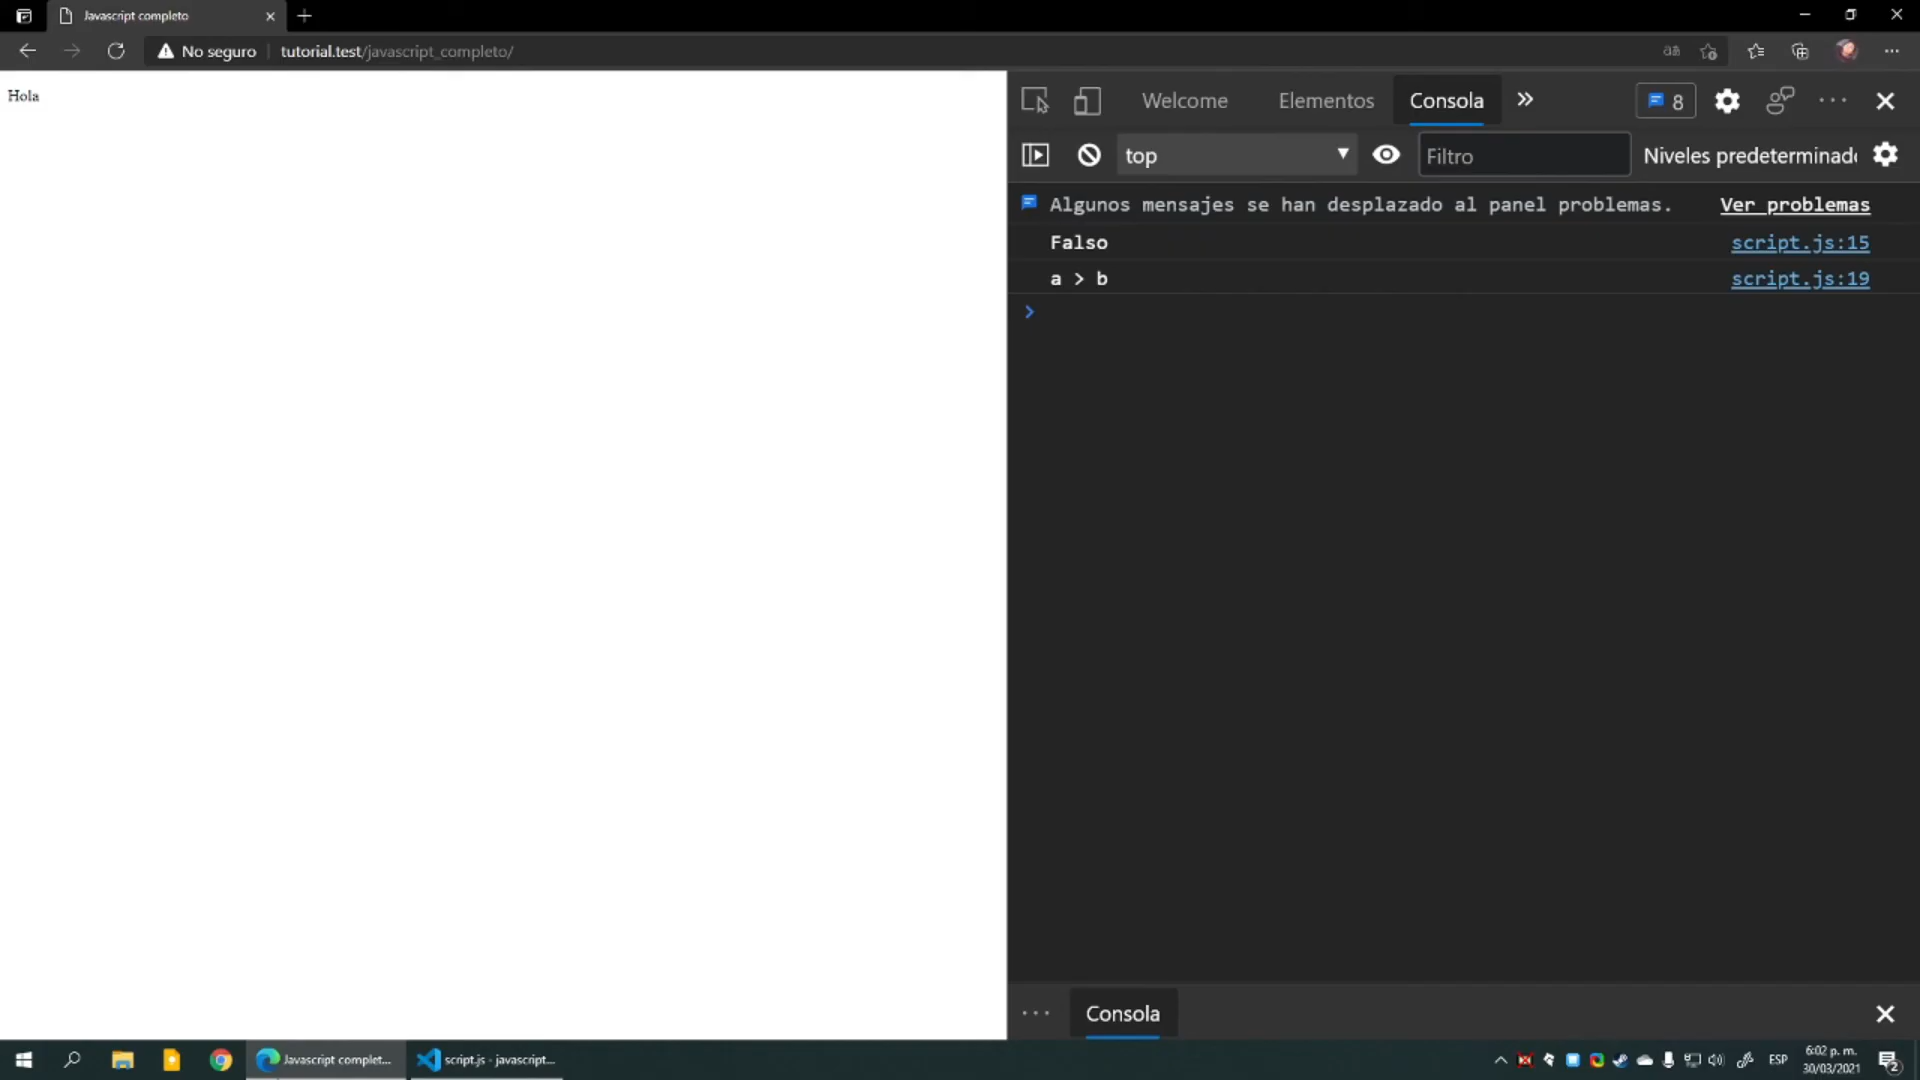 Javascript completo
No seguro tutorial.test/javascript_completo/
Hola
Welcome Elementos Consola 8
top Filtro Niveles predeterminad
Algunos mensajes se han desplazado al panel problemas. Ver problemas
Falso script.js:15
a > b script.js:19
Consola
Javascript complet... script.js - javascript...
ESP
6:02 p. m.
30/03/2021
2